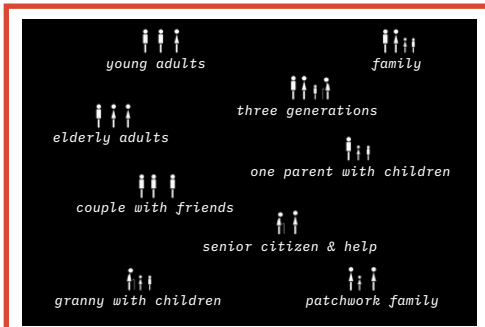 young adults
family
three generations
elderly adults
one parent with children
couple with friends
senior citizen & help
granny with children
patchwork family